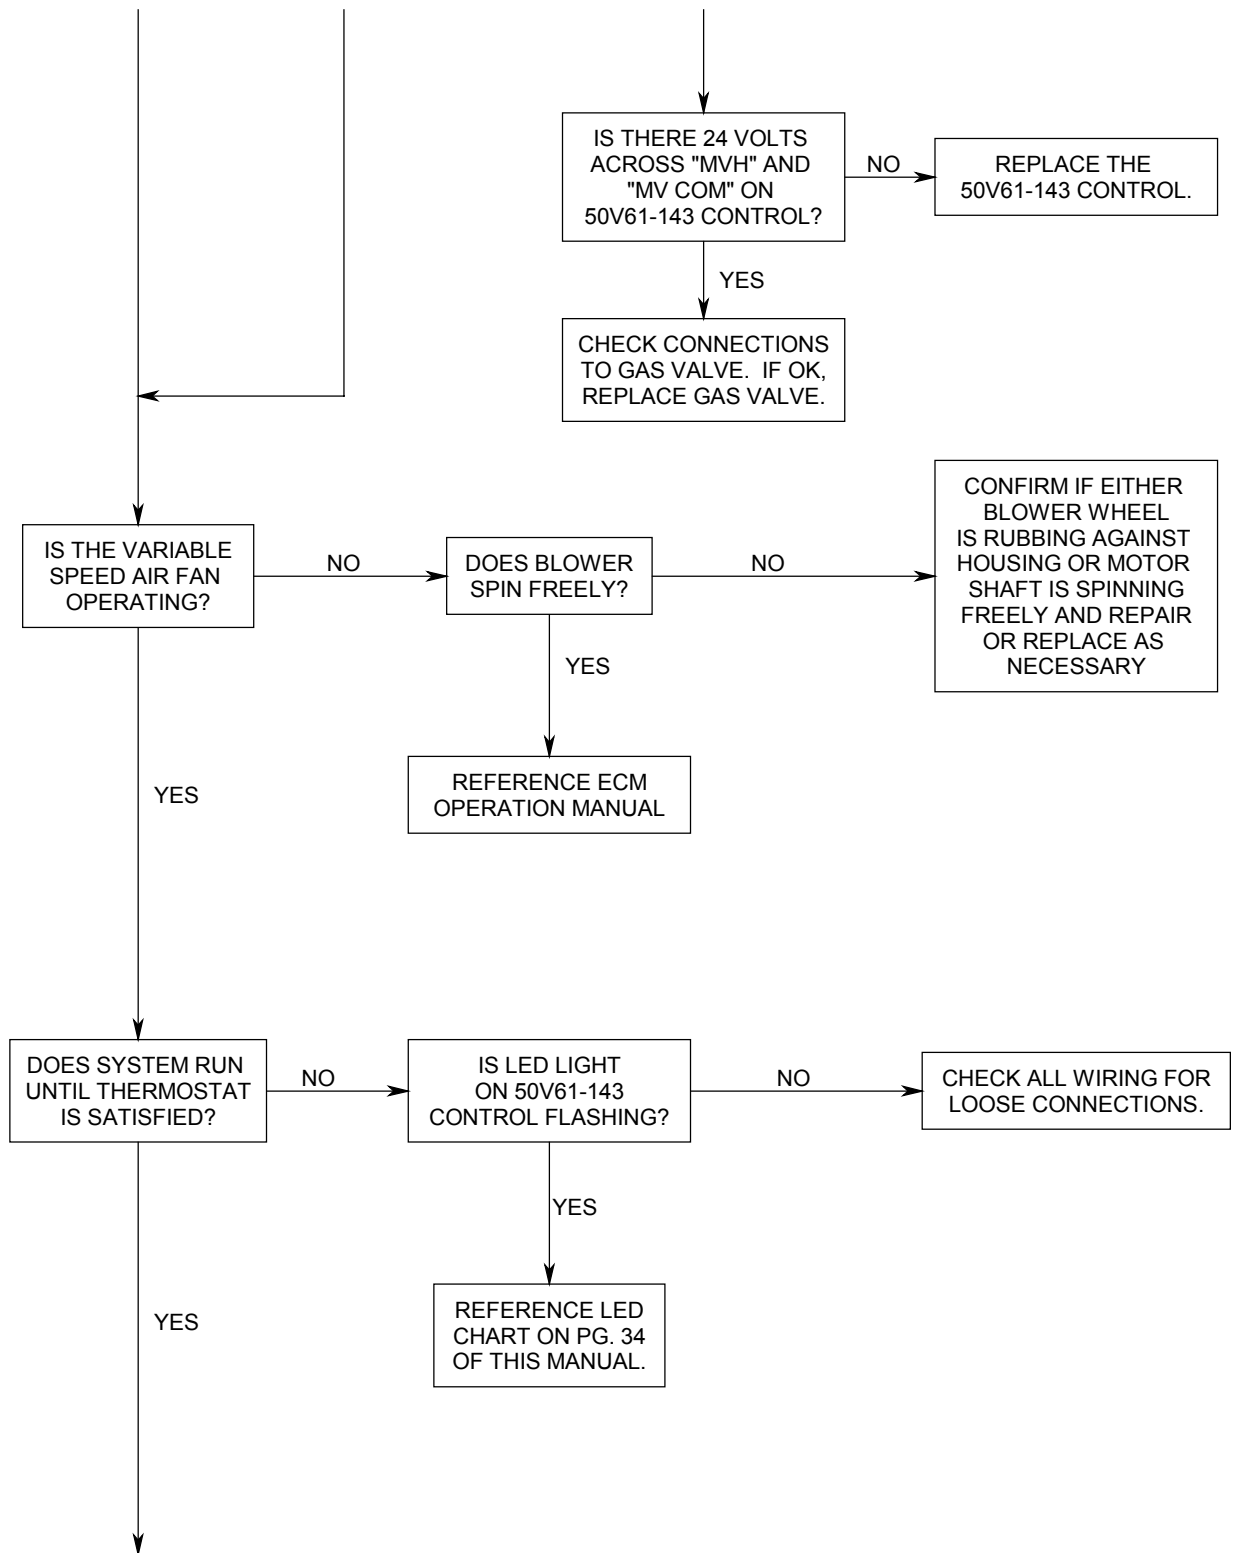 IS THERE 24 VOLTS
ACROSS "MVH" AND
"MV COM" ON
50V61-143 CONTROL?
NO
REPLACE THE
50V61-143 CONTROL.
YES
CHECK CONNECTIONS
TO GAS VALVE.  IF OK,
REPLACE GAS VALVE.
IS THE VARIABLE
SPEED AIR FAN
OPERATING?
NO
DOES BLOWER
SPIN FREELY?
NO
CONFIRM IF EITHER
BLOWER WHEEL
IS RUBBING AGAINST
HOUSING OR MOTOR
SHAFT IS SPINNING
FREELY AND REPAIR
OR REPLACE AS
NECESSARY
YES
REFERENCE ECM
OPERATION MANUAL
YES
DOES SYSTEM RUN
UNTIL THERMOSTAT
IS SATISFIED?
NO
IS LED LIGHT
ON 50V61-143
CONTROL FLASHING?
NO
CHECK ALL WIRING FOR
LOOSE CONNECTIONS.
YES
REFERENCE LED
CHART ON PG. 34
OF THIS MANUAL.
YES